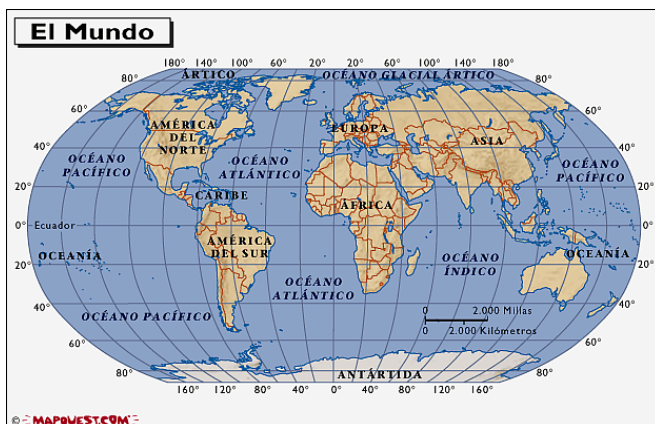 El Mundo
180° 140° 100° 60° 20° 0° 20° 60° 100° 140° 180°
80° ÁRTICO OCÉANO GLACIAL ÁRTICO 80°
60° 60°
AMÉRICA
DEL
NORTE
EUROPA
ASIA
40° 40°
OCÉANO
PACÍFICO
OCÉANO
ATLÁNTICO
OCÉANO
PACÍFICO
20° 20°
CARIBE
ÁFRICA
0° Ecuador 0°
AMÉRICA
DEL SUR
OCEANÍA
OCÉANO
ÍNDICO
OCEANÍA
20° 20°
OCÉANO
ATLÁNTICO
40° 40°
OCÉANO PACÍFICO
0 2.000 Millas
0 2.000 Kilómetros
60° 60°
80° ANTÁRTIDA 80°
160° 120° 80° 40° 0° 40° 80° 120° 160°
© MAPQUEST.COM